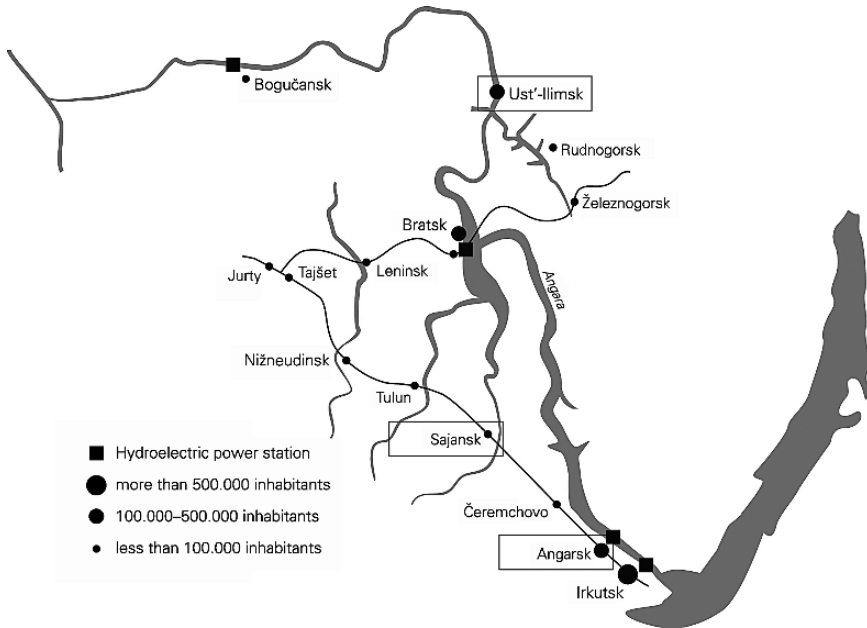 Bogučansk
Ust'-Ilimsk
Rudnogorsk
Železnogorsk
Bratsk
Leninsk
Tajšet
Jurty
Angara
Nižneudinsk
Tulun
Sajansk
Hydroelectric power station
more than 500.000 inhabitants
100.000–500.000 inhabitants
less than 100.000 inhabitants
Čeremchovo
Angarsk
Irkutsk